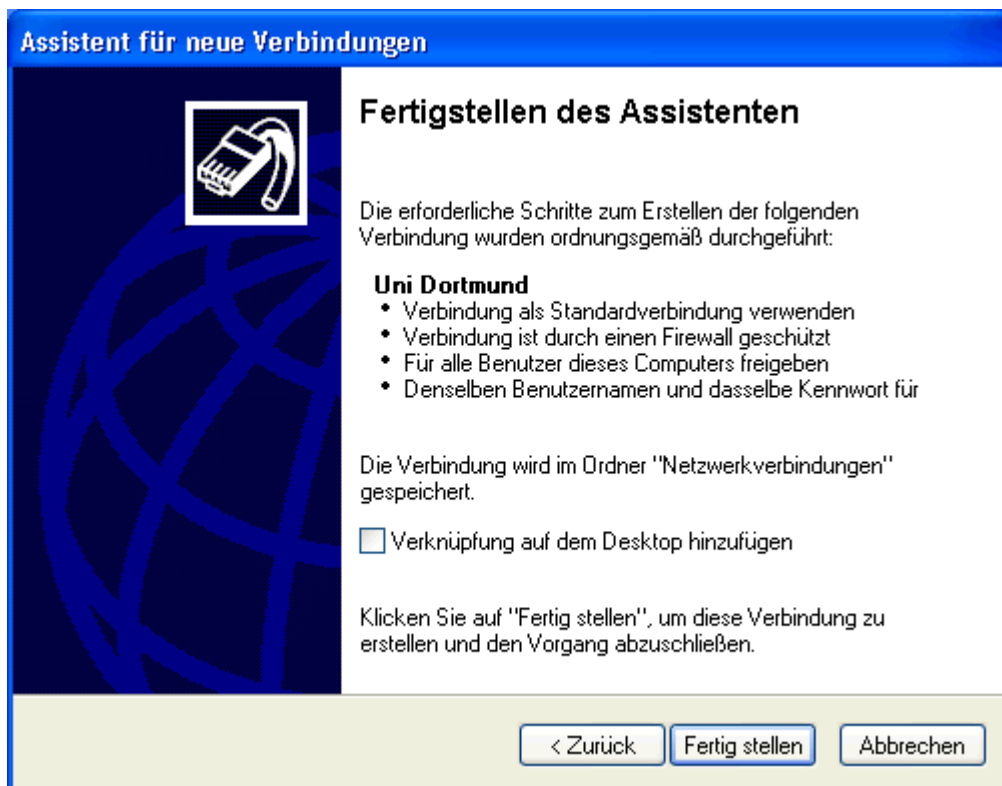 Assistent für neue Verbindungen
Fertigstellen des Assistenten
Die erforderliche Schritte zum Erstellen der folgenden
Verbindung wurden ordnungsgemäß durchgeführt:
Uni Dortmund
• Verbindung als Standardverbindung verwenden
• Verbindung ist durch einen Firewall geschützt
• Für alle Benutzer dieses Computers freigeben
• Denselben Benutzernamen und dasselbe Kennwort für
Die Verbindung wird im Ordner "Netzwerkverbindungen"
gespeichert.
Verknüpfung auf dem Desktop hinzufügen
Klicken Sie auf "Fertig stellen", um diese Verbindung zu
erstellen und den Vorgang abzuschließen.
< Zurück Fertig stellen Abbrechen